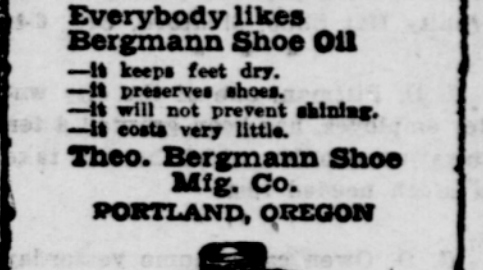 Everybody likes
Bergmann Shoe Oil
—It keeps feet dry.
—It preserves shoes.
—It will not prevent shining.
—It costs very little.
Theo. Bergmann Shoe
Mfg. Co.
PORTLAND, OREGON